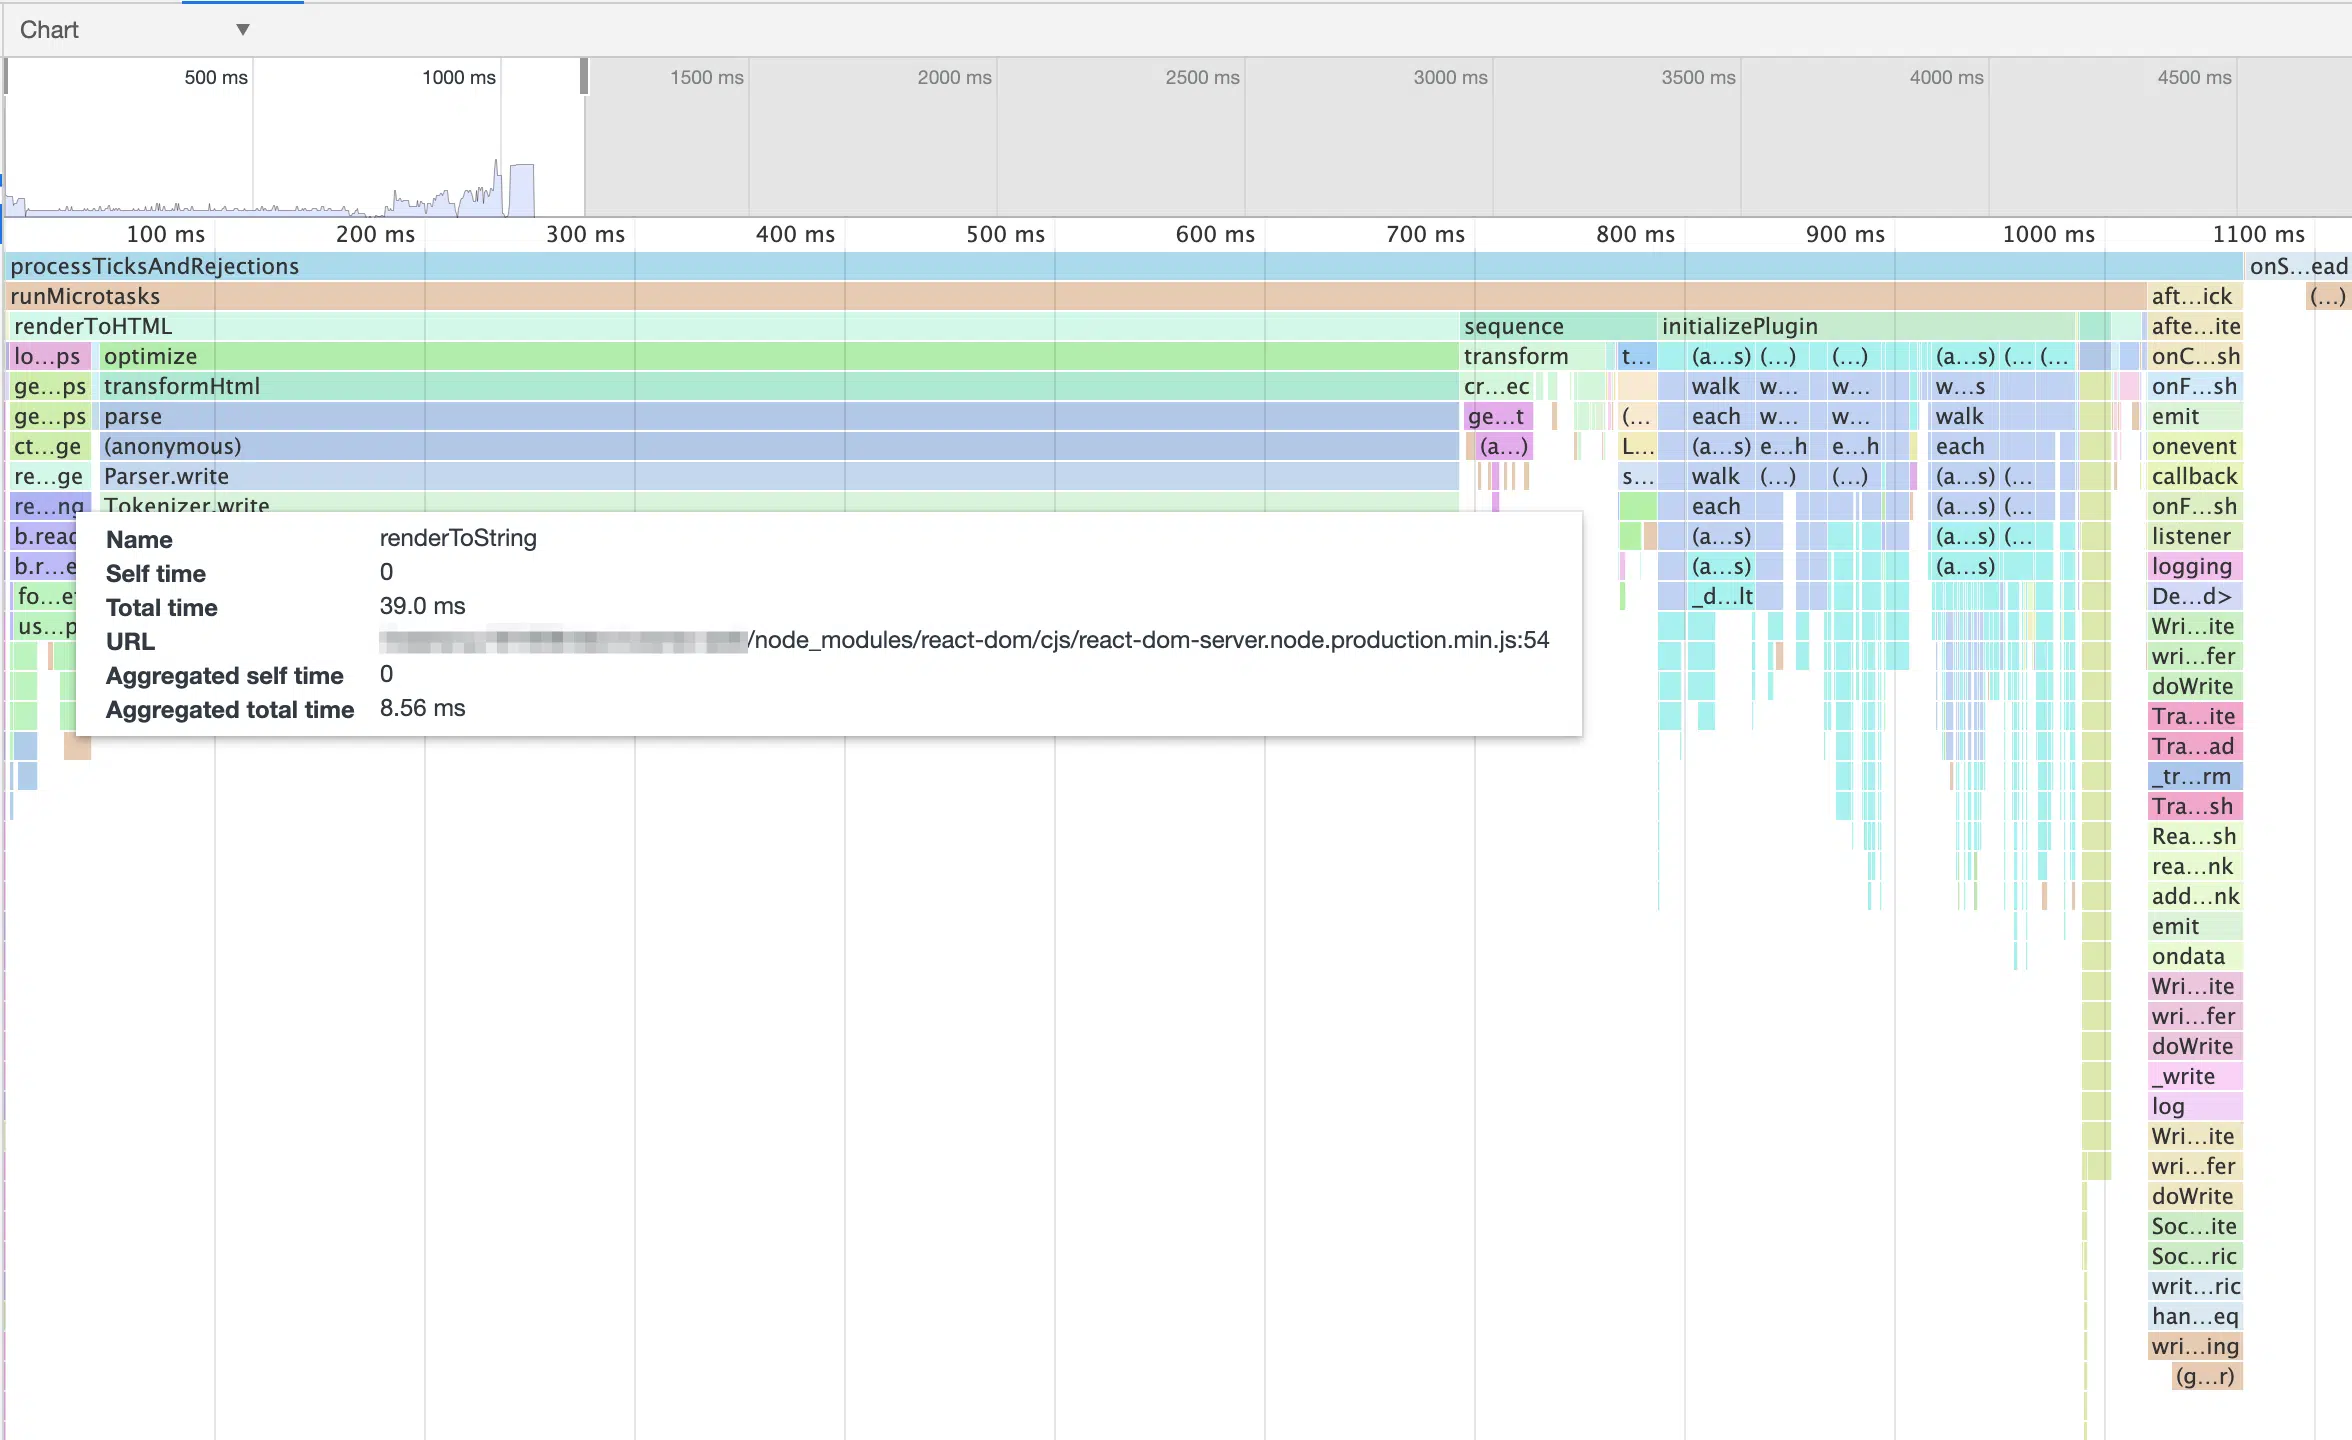 Chart ▼
500 ms 1000 ms 1500 ms 2000 ms 2500 ms 3000 ms 3500 ms 4000 ms 4500 ms
100 ms 200 ms 300 ms 400 ms 500 ms 600 ms 700 ms 800 ms 900 ms 1000 ms 1100 ms
processTicksAndRejections onS...ead
runMicrotasks aft...ick (...)
renderToHTML sequence initializePlugin afte...ite
lo...ps optimize transform t... (a...s) (...) (...) (a...s) (... (... onC...sh
ge...ps transformHtml cr...ec walk w... w... w...s onF...sh
ge...ps parse ge...t (... each w... w... walk emit
ct...ge (anonymous) (a...) L... (a...s) e...h e...h each onevent
re...ge Parser.write s... walk (...) (...) (a...s) (... callback
re...ng Tokenizer.write each (a...s) (... onF...sh
b.read (a...s) (a...s) (... listener
b.r...e (a...s) (a...s) logging
fo...e _d...lt De...d>
us...p Wri...ite
Name renderToString
Self time 0
Total time 39.0 ms
URL /node_modules/react-dom/cjs/react-dom-server.node.production.min.js:54
Aggregated self time 0
Aggregated total time 8.56 ms
wri...fer
doWrite
Tra...ite
Tra...ad
_tr...rm
Tra...sh
Rea...sh
rea...nk
add...nk
emit
ondata
Wri...ite
wri...fer
doWrite
_write
log
Wri...ite
wri...fer
doWrite
Soc...ite
Soc...ric
writ...ric
han...eq
wri...ing
(g...r)